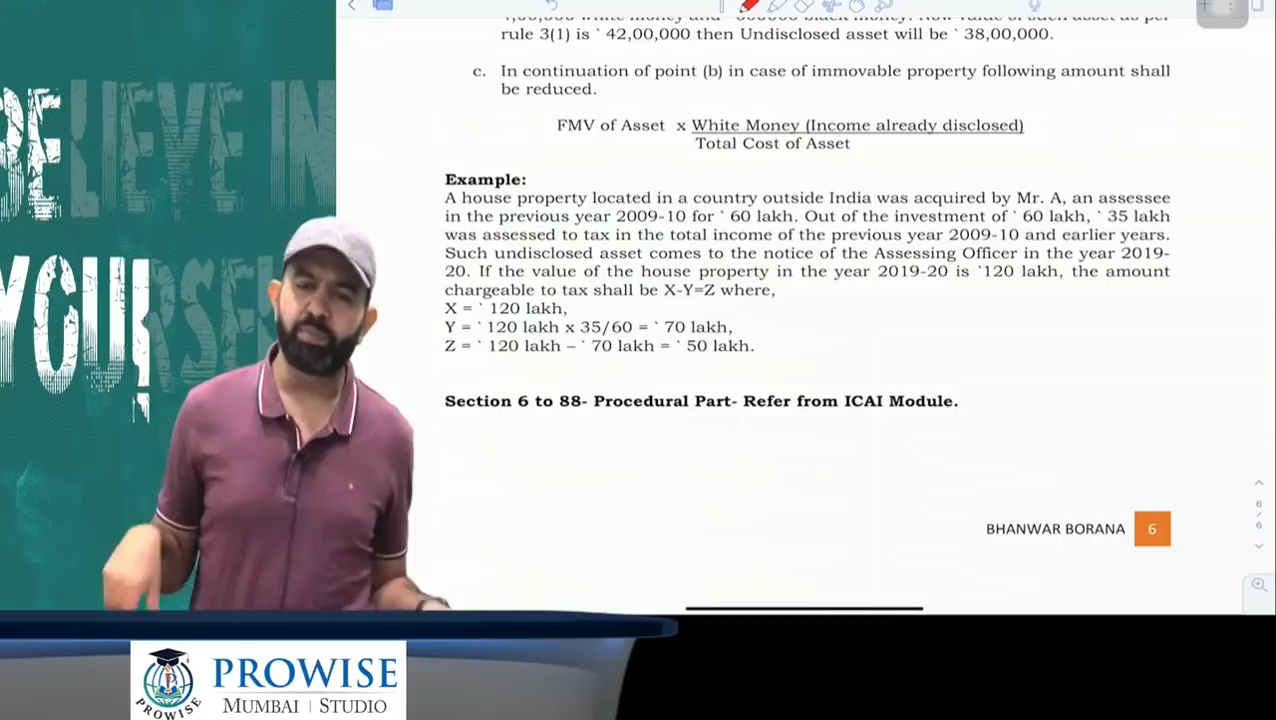 BELIEVE IN
YOURSELF
rule 3(1) is ` 42,00,000 then Undisclosed asset will be ` 38,00,000.
c. In continuation of point (b) in case of immovable property following amount shall
be reduced.
FMV of Asset x White Money (Income already disclosed)
Total Cost of Asset
Example:
A house property located in a country outside India was acquired by Mr. A, an assessee
in the previous year 2009-10 for ` 60 lakh. Out of the investment of ` 60 lakh, ` 35 lakh
was assessed to tax in the total income of the previous year 2009-10 and earlier years.
Such undisclosed asset comes to the notice of the Assessing Officer in the year 2019-
20. If the value of the house property in the year 2019-20 is `120 lakh, the amount
chargeable to tax shall be X-Y=Z where,
X = ` 120 lakh,
Y = ` 120 lakh x 35/60 = ` 70 lakh,
Z = ` 120 lakh – ` 70 lakh = ` 50 lakh.
Section 6 to 88- Procedural Part- Refer from ICAI Module.
6
/
6
BHANWAR BORANA 6
PROWISE
PROWISE
MUMBAI | STUDIO